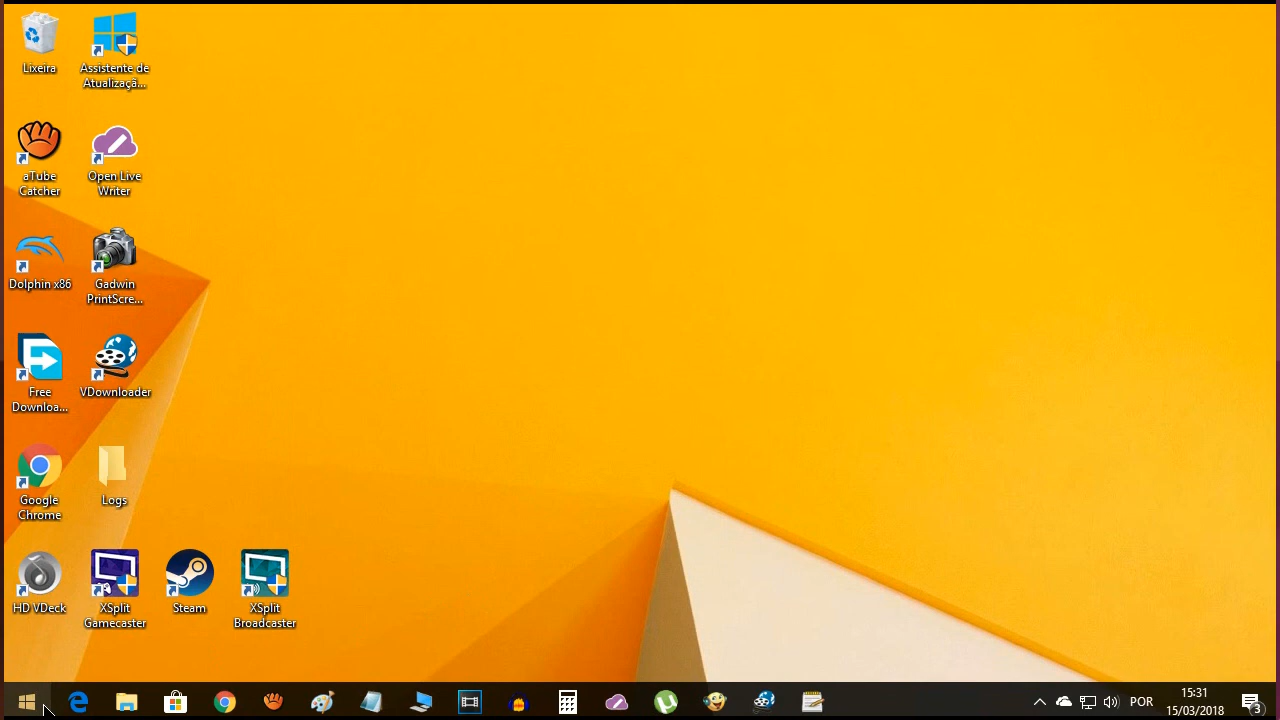 Lixeira
Assistente de
Atualizaçã...
aTube
Catcher
Open Live
Writer
Dolphin x86
Gadwin
PrintScre...
Free
Downloa...
VDownloader
Google
Chrome
Logs
HD VDeck
XSplit
Gamecaster
Steam
XSplit
Broadcaster
POR
15:31
15/03/2018
3